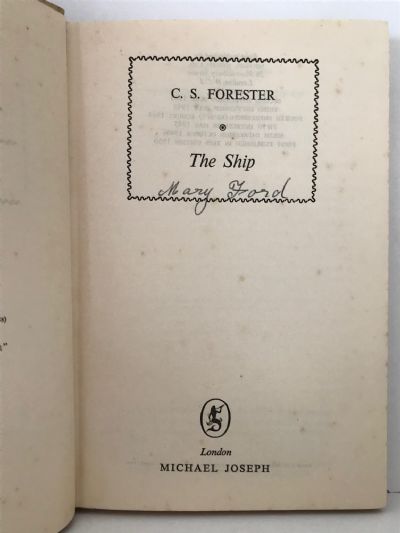 C. S. FORESTER
The Ship
Mary Ford
London
MICHAEL JOSEPH